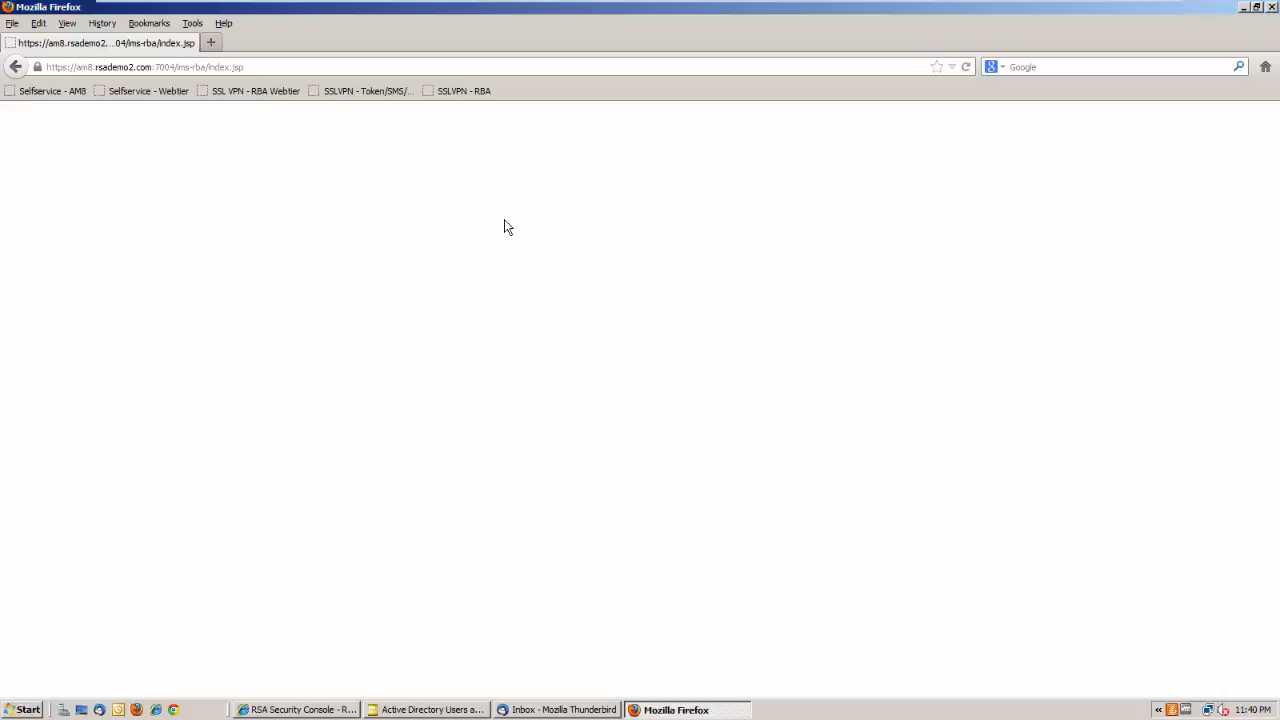 Mozilla Firefox
File Edit View History Bookmarks Tools Help
https://am8.rsademo2....04/ims-rba/index.jsp
https://am8.rsademo2.com:7004/ims-rba/index.jsp
Google
Selfservice - AM8 Selfservice - Webtier SSL VPN - RBA Webtier SSLVPN - Token/SMS/... SSLVPN - RBA
Start RSA Security Console - R... Active Directory Users a... Inbox - Mozilla Thunderbird Mozilla Firefox 11:40 PM